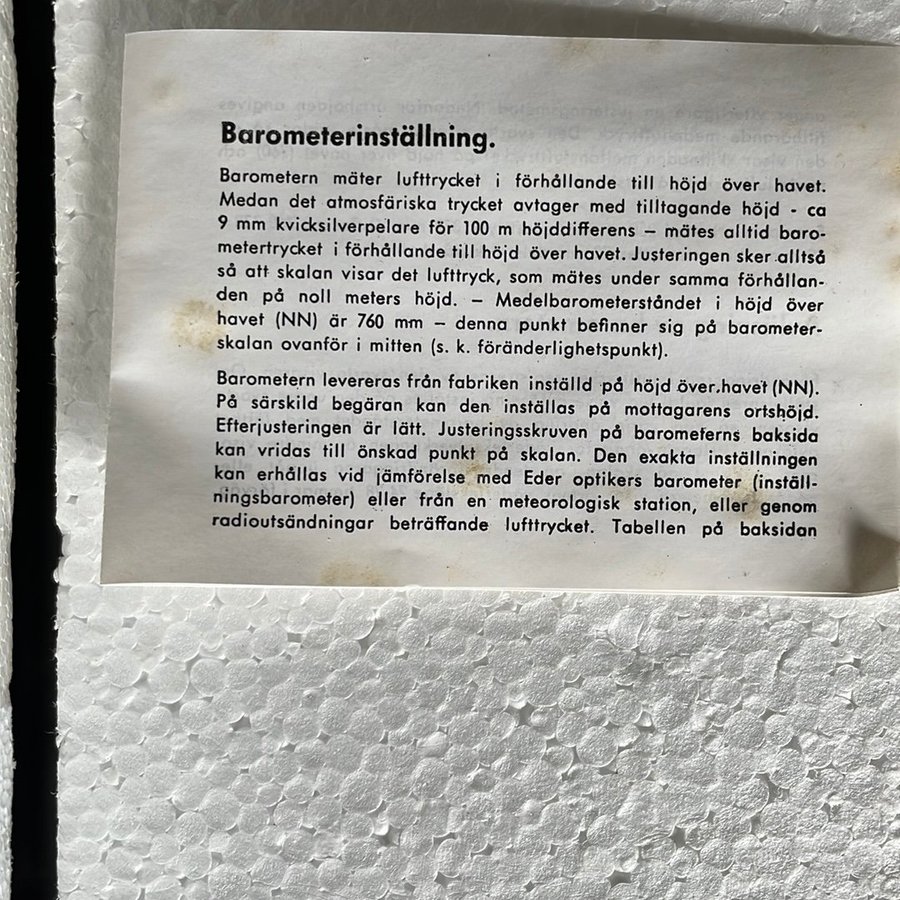 Barometerinställning.
Barometern mäter lufttrycket i förhållande till höjd över havet.
Medan det atmosfäriska trycket avtager med tilltagande höjd - ca
9 mm kvicksilverpelare för 100 m höjddifferens – mätes alltid baro-
metertrycket i förhållande till höjd över havet. Justeringen sker alltså
så att skalan visar det lufttryck, som mätes under samma förhållan-
den på noll meters höjd. – Medelbarometerståndet i höjd över
havet (NN) är 760 mm – denna punkt befinner sig på barometer-
skalan ovanför i mitten (s. k. föränderlighetspunkt).
Barometern levereras från fabriken inställd på höjd över havet (NN).
På särskild begäran kan den inställas på mottagarens ortshöjd.
Efterjusteringen är lätt. Justeringsskruven på barometerns baksida
kan vridas till önskad punkt på skalan. Den exakta inställningen
kan erhållas vid jämförelse med Eder optikers barometer (inställ-
ningsbarometer) eller från en meteorologisk station, eller genom
radioutsändningar beträffande lufttrycket. Tabellen på baksidan